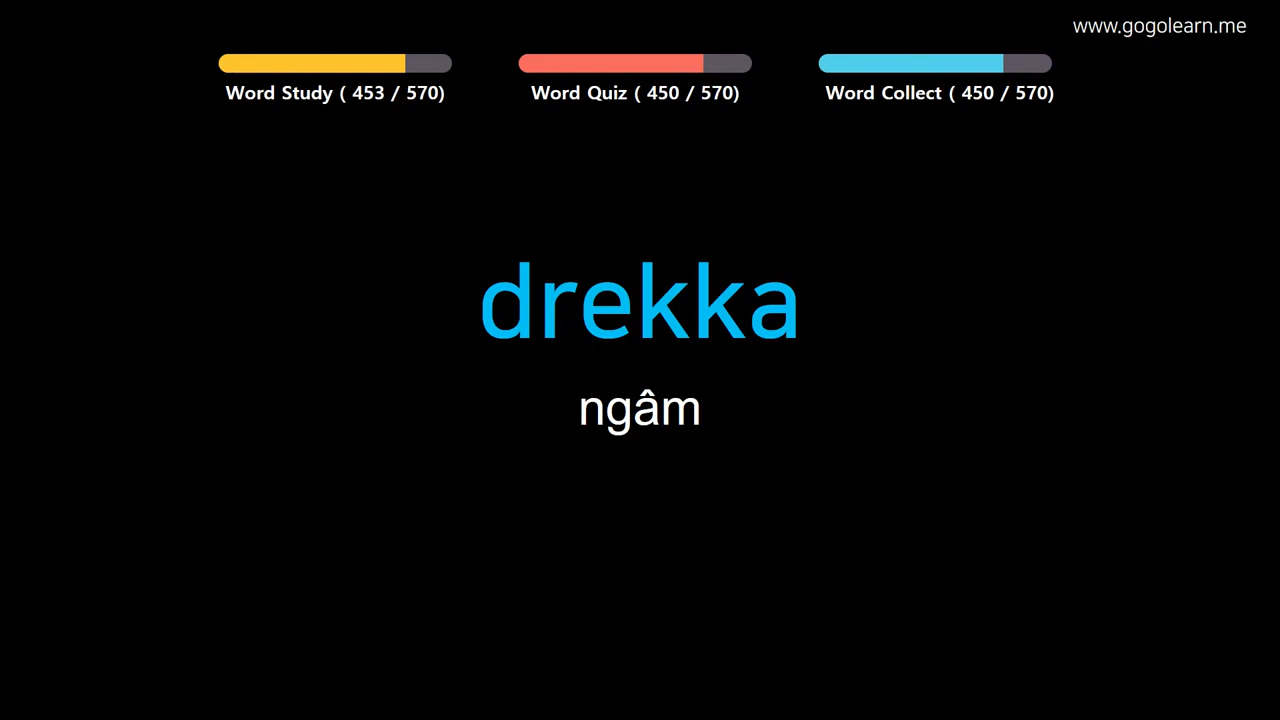 www.gogolearn.me
Word Study ( 453 / 570)
Word Quiz ( 450 / 570)
Word Collect ( 450 / 570)
drekka
ngâm